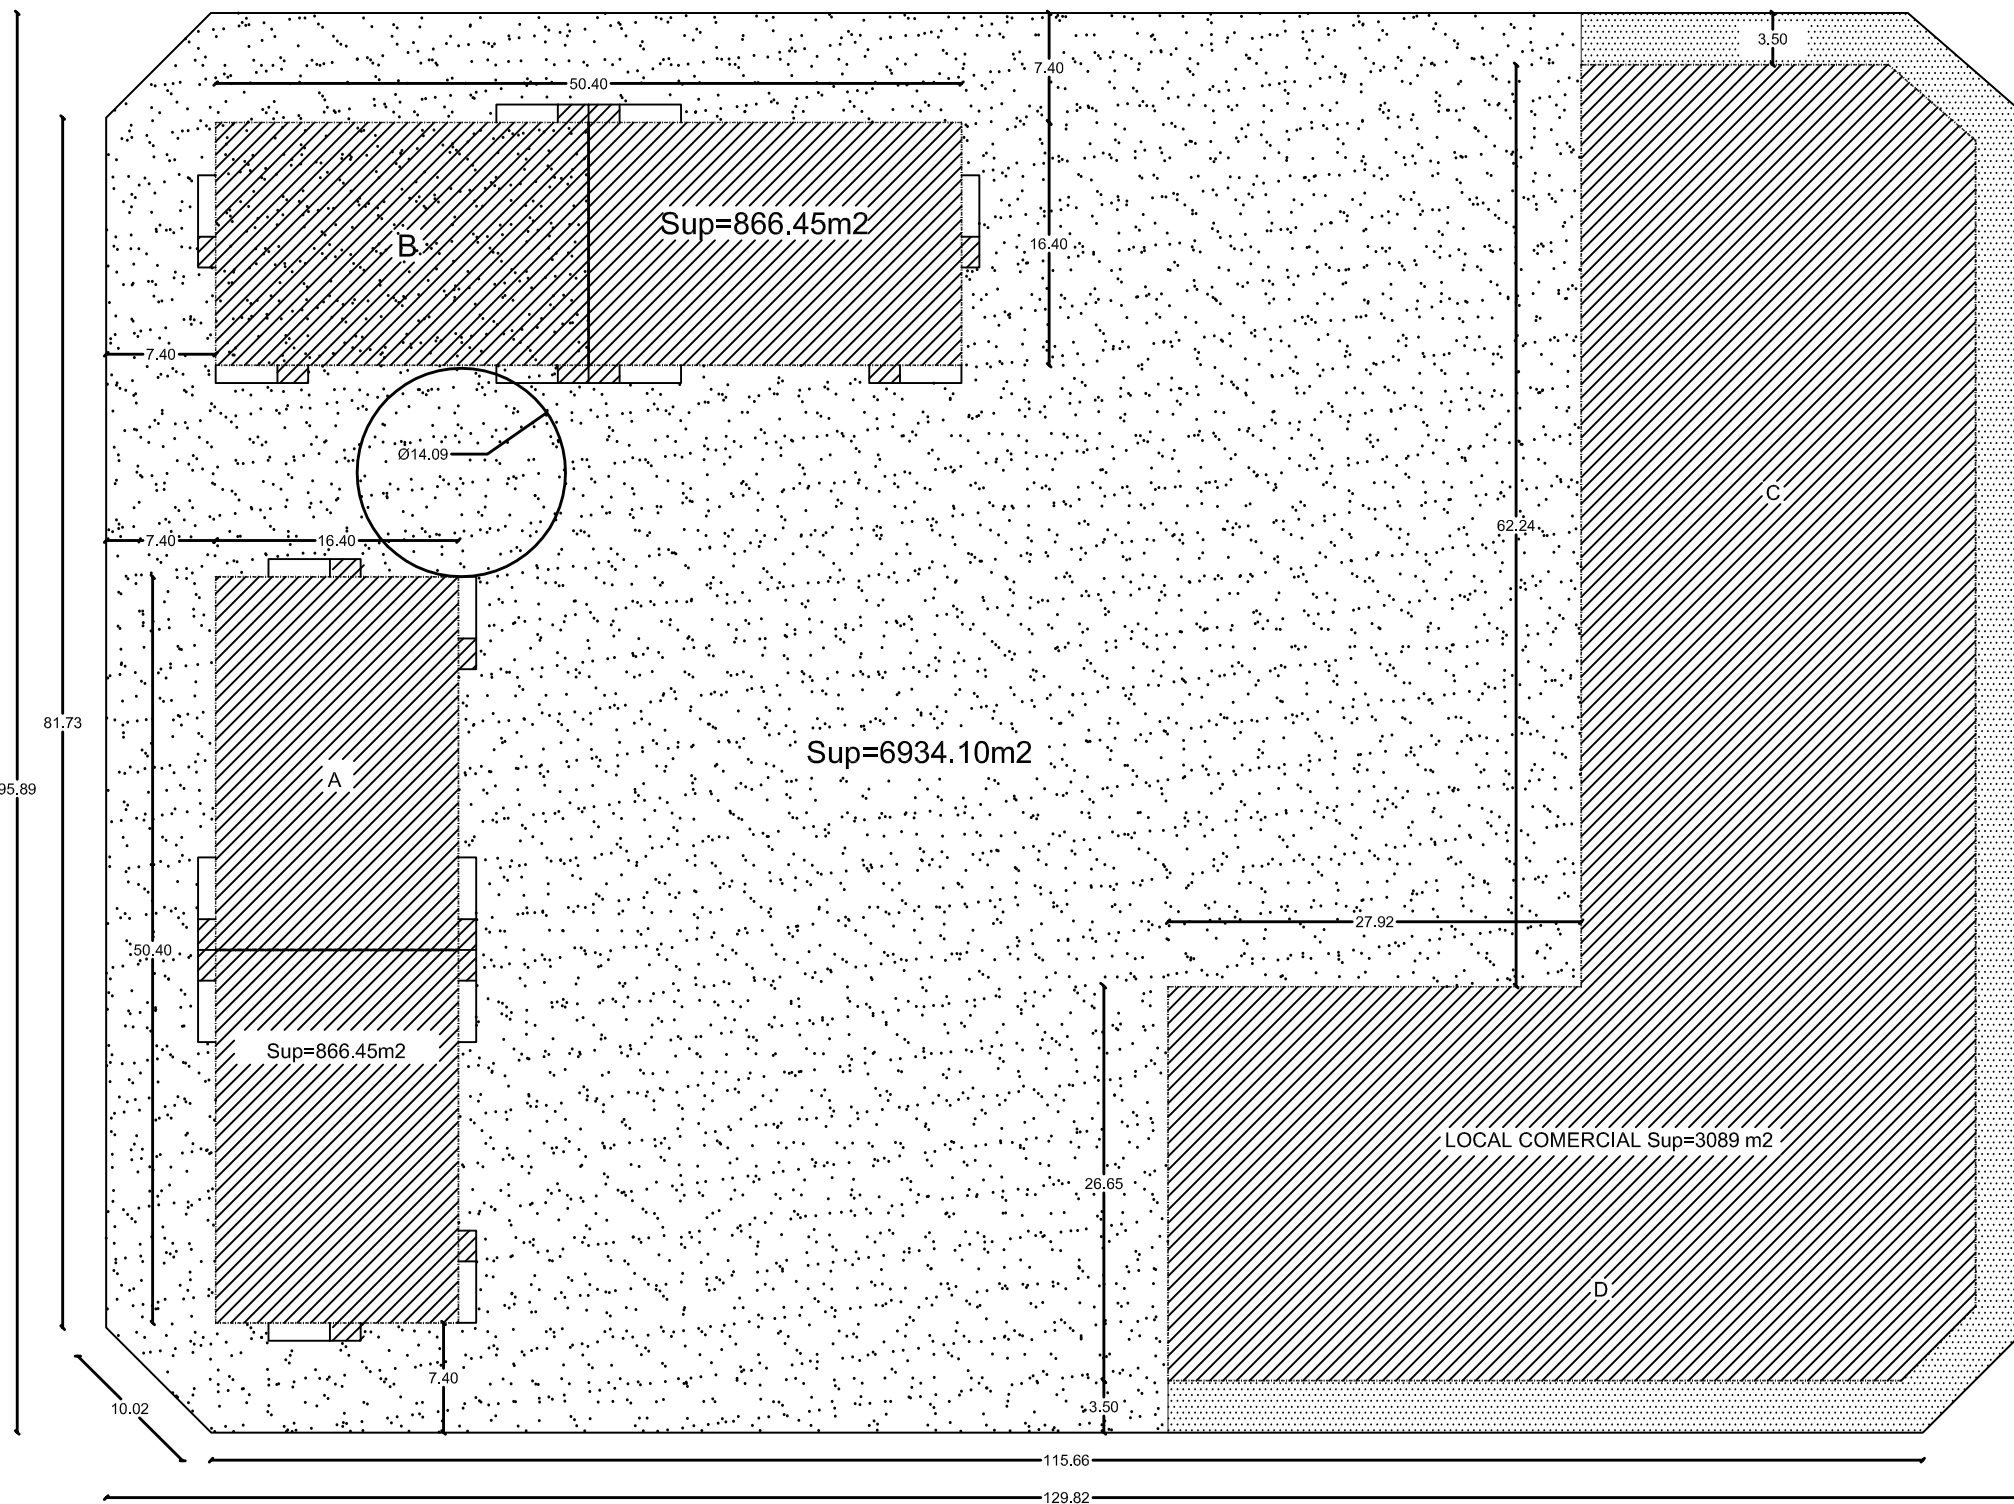 3.50
7.40
50.40
Sup=866.45m2
B
16.40
7.40
Ø14.09
C
62.24
7.40
16.40
81.73
Sup=6934.10m2
A
95.89
27.92
50.40
Sup=866.45m2
LOCAL COMERCIAL Sup=3089 m2
26.65
D
7.40
10.02
3.50
115.66
129.82